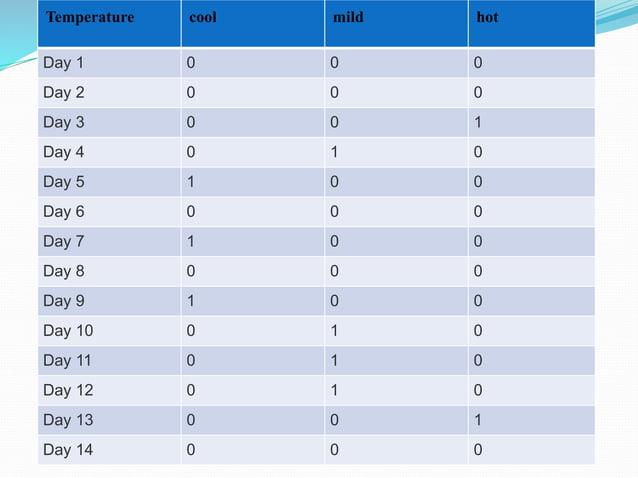 Temperature cool mild hot
Day 1 0 0 0
Day 2 0 0 0
Day 3 0 0 1
Day 4 0 1 0
Day 5 1 0 0
Day 6 0 0 0
Day 7 1 0 0
Day 8 0 0 0
Day 9 1 0 0
Day 10 0 1 0
Day 11 0 1 0
Day 12 0 1 0
Day 13 0 0 1
Day 14 0 0 0